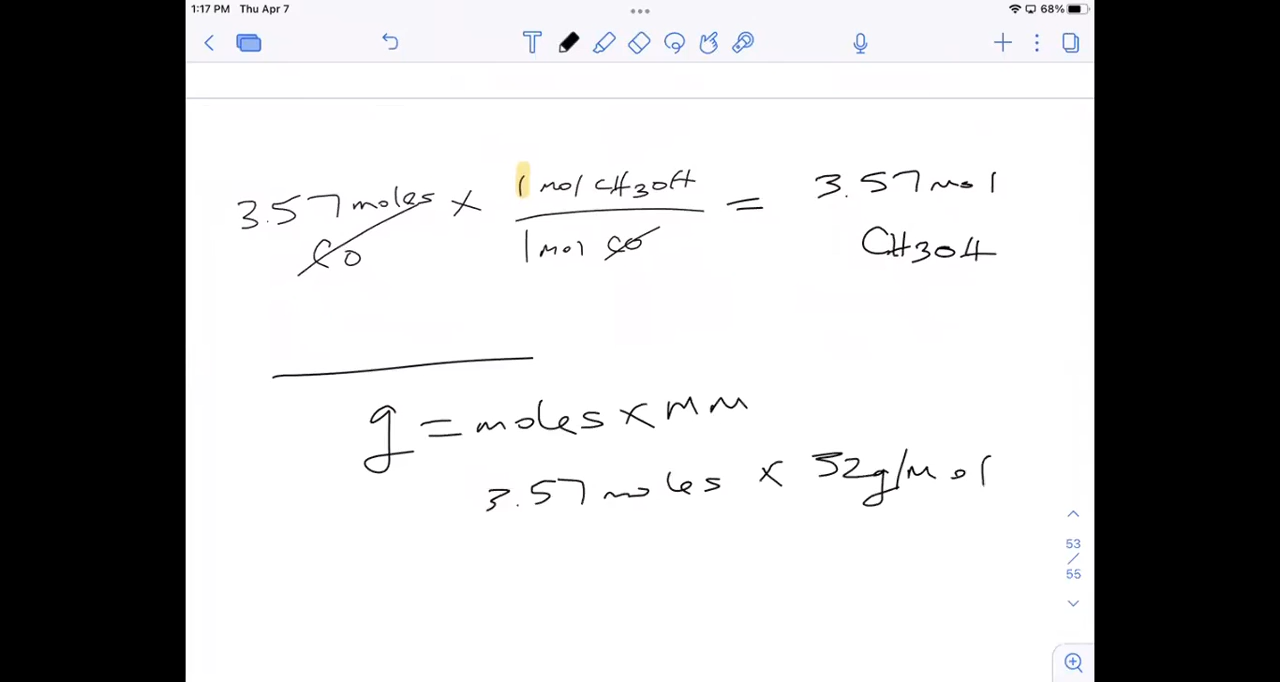 1:17 PM Thu Apr 7
68%
3.57 moles CO × 1 mol CH3OH / 1 mol CO = 3.57 mol CH3OH
g = moles × MM
3.57 moles × 32g/mol
53
/
55